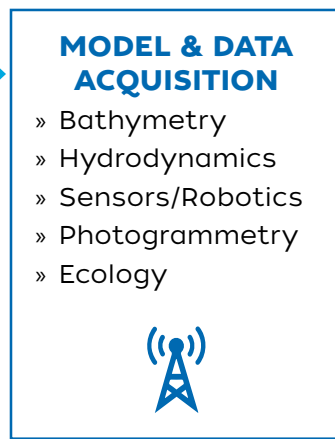 MODEL & DATA
ACQUISITION
» Bathymetry
» Hydrodynamics
» Sensors/Robotics
» Photogrammetry
» Ecology